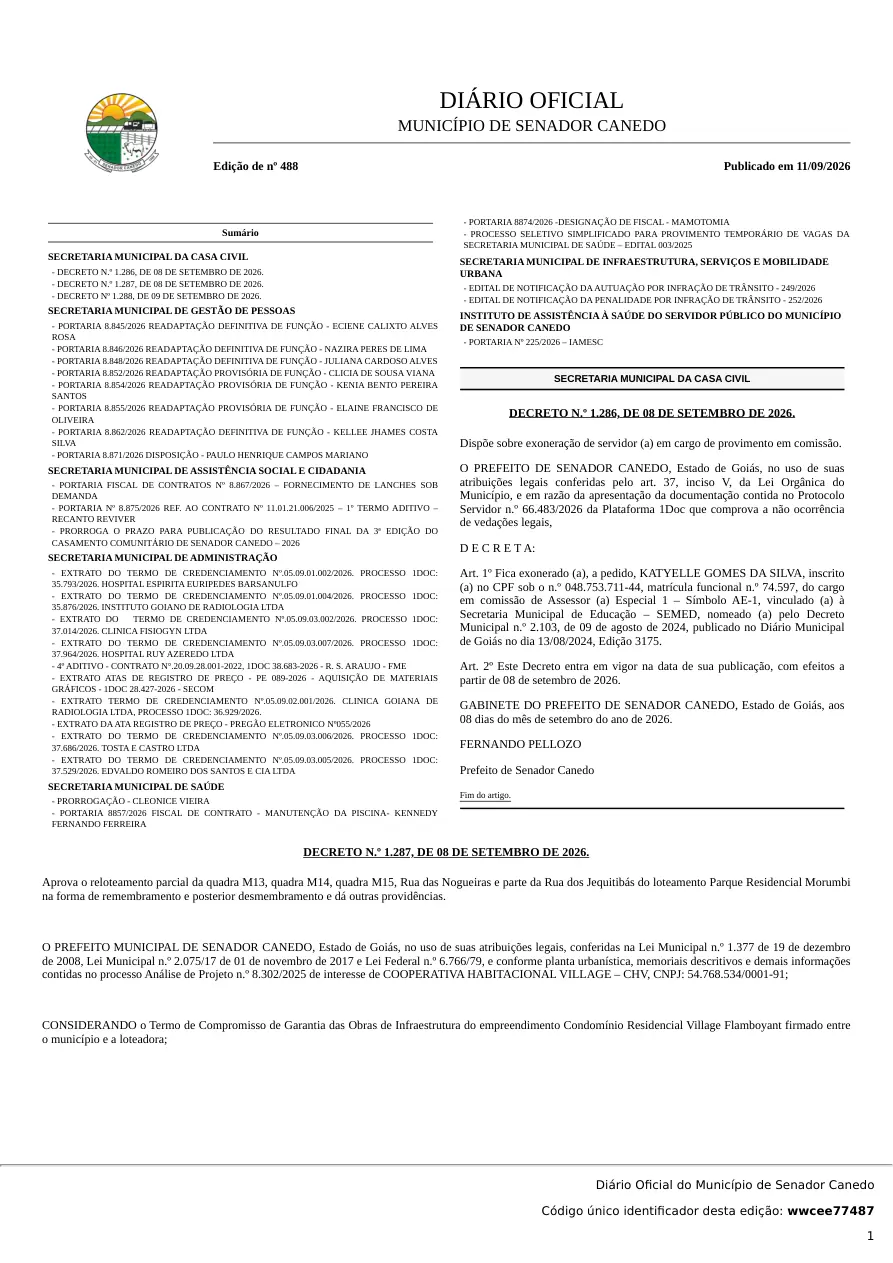 DIÁRIO OFICIAL
MUNICÍPIO DE SENADOR CANEDO
Edição de nº 488
Publicado em 11/09/2026
Sumário
SECRETARIA MUNICIPAL DA CASA CIVIL
- DECRETO N.º 1.286, DE 08 DE SETEMBRO DE 2026.
- DECRETO N.º 1.287, DE 08 DE SETEMBRO DE 2026.
- DECRETO Nº 1.288, DE 09 DE SETEMBRO DE 2026.
SECRETARIA MUNICIPAL DE GESTÃO DE PESSOAS
- PORTARIA 8.845/2026 READAPTAÇÃO DEFINITIVA DE FUNÇÃO - ECIENE CALIXTO ALVES
ROSA
- PORTARIA 8.846/2026 READAPTAÇÃO DEFINITIVA DE FUNÇÃO - NAZIRA PERES DE LIMA
- PORTARIA 8.848/2026 READAPTAÇÃO DEFINITIVA DE FUNÇÃO - JULIANA CARDOSO ALVES
- PORTARIA 8.852/2026 READAPTAÇÃO PROVISÓRIA DE FUNÇÃO - CLICIA DE SOUSA VIANA
- PORTARIA 8.854/2026 READAPTAÇÃO PROVISÓRIA DE FUNÇÃO - KENIA BENTO PEREIRA
SANTOS
- PORTARIA 8.855/2026 READAPTAÇÃO PROVISÓRIA DE FUNÇÃO - ELAINE FRANCISCO DE
OLIVEIRA
- PORTARIA 8.862/2026 READAPTAÇÃO DEFINITIVA DE FUNÇÃO - KELLEE JHAMES COSTA
SILVA
- PORTARIA 8.871/2026 DISPOSIÇÃO - PAULO HENRIQUE CAMPOS MARIANO
SECRETARIA MUNICIPAL DE ASSISTÊNCIA SOCIAL E CIDADANIA
- PORTARIA FISCAL DE CONTRATOS Nº 8.867/2026 – FORNECIMENTO DE LANCHES SOB
DEMANDA
- PORTARIA Nº 8.875/2026 REF. AO CONTRATO Nº 11.01.21.006/2025 – 1º TERMO ADITIVO –
RECANTO REVIVER
- PRORROGA O PRAZO PARA PUBLICAÇÃO DO RESULTADO FINAL DA 3ª EDIÇÃO DO
CASAMENTO COMUNITÁRIO DE SENADOR CANEDO – 2026
SECRETARIA MUNICIPAL DE ADMINISTRAÇÃO
- EXTRATO DO TERMO DE CREDENCIAMENTO Nº.05.09.01.002/2026. PROCESSO 1DOC:
35.793/2026. HOSPITAL ESPIRITA EURIPEDES BARSANULFO
- EXTRATO DO TERMO DE CREDENCIAMENTO Nº.05.09.01.004/2026. PROCESSO 1DOC:
35.876/2026. INSTITUTO GOIANO DE RADIOLOGIA LTDA
- EXTRATO DO TERMO DE CREDENCIAMENTO Nº.05.09.03.002/2026. PROCESSO 1DOC:
37.014/2026. CLINICA FISIOGYN LTDA
- EXTRATO DO TERMO DE CREDENCIAMENTO Nº.05.09.03.007/2026. PROCESSO 1DOC:
37.964/2026. HOSPITAL RUY AZEREDO LTDA
- 4º ADITIVO - CONTRATO N°.20.09.28.001-2022, 1DOC 38.683-2026 - R. S. ARAUJO - FME
- EXTRATO ATAS DE REGISTRO DE PREÇO - PE 089-2026 - AQUISIÇÃO DE MATERIAIS
GRÁFICOS - 1DOC 28.427-2026 - SECOM
- EXTRATO TERMO DE CREDENCIAMENTO Nº.05.09.02.001/2026. CLINICA GOIANA DE
RADIOLOGIA LTDA, PROCESSO 1DOC: 36.929/2026.
- EXTRATO DA ATA REGISTRO DE PREÇO - PREGÃO ELETRONICO Nº055/2026
- EXTRATO DO TERMO DE CREDENCIAMENTO Nº.05.09.03.006/2026. PROCESSO 1DOC:
37.686/2026. TOSTA E CASTRO LTDA
- EXTRATO DO TERMO DE CREDENCIAMENTO Nº.05.09.03.005/2026. PROCESSO 1DOC:
37.529/2026. EDVALDO ROMEIRO DOS SANTOS E CIA LTDA
SECRETARIA MUNICIPAL DE SAÚDE
- PRORROGAÇÃO - CLEONICE VIEIRA
- PORTARIA 8857/2026 FISCAL DE CONTRATO - MANUTENÇÃO DA PISCINA- KENNEDY
FERNANDO FERREIRA
- PORTARIA 8874/2026 -DESIGNAÇÃO DE FISCAL - MAMOTOMIA
- PROCESSO SELETIVO SIMPLIFICADO PARA PROVIMENTO TEMPORÁRIO DE VAGAS DA
SECRETARIA MUNICIPAL DE SAÚDE – EDITAL 003/2025
SECRETARIA MUNICIPAL DE INFRAESTRUTURA, SERVIÇOS E MOBILIDADE
URBANA
- EDITAL DE NOTIFICAÇÃO DA AUTUAÇÃO POR INFRAÇÃO DE TRÂNSITO - 249/2026
- EDITAL DE NOTIFICAÇÃO DA PENALIDADE POR INFRAÇÃO DE TRÂNSITO - 252/2026
INSTITUTO DE ASSISTÊNCIA À SAÚDE DO SERVIDOR PÚBLICO DO MUNICÍPIO
DE SENADOR CANEDO
- PORTARIA Nº 225/2026 – IAMESC
SECRETARIA MUNICIPAL DA CASA CIVIL
DECRETO N.º 1.286, DE 08 DE SETEMBRO DE 2026.
Dispõe sobre exoneração de servidor (a) em cargo de provimento em comissão.
O PREFEITO DE SENADOR CANEDO, Estado de Goiás, no uso de suas
atribuições legais conferidas pelo art. 37, inciso V, da Lei Orgânica do
Município, e em razão da apresentação da documentação contida no Protocolo
Servidor n.º 66.483/2026 da Plataforma 1Doc que comprova a não ocorrência
de vedações legais,
D E C R E T A:
Art. 1º Fica exonerado (a), a pedido, KATYELLE GOMES DA SILVA, inscrito
(a) no CPF sob o n.º 048.753.711-44, matrícula funcional n.º 74.597, do cargo
em comissão de Assessor (a) Especial 1 – Símbolo AE-1, vinculado (a) à
Secretaria Municipal de Educação – SEMED, nomeado (a) pelo Decreto
Municipal n.º 2.103, de 09 de agosto de 2024, publicado no Diário Municipal
de Goiás no dia 13/08/2024, Edição 3175.
Art. 2º Este Decreto entra em vigor na data de sua publicação, com efeitos a
partir de 08 de setembro de 2026.
GABINETE DO PREFEITO DE SENADOR CANEDO, Estado de Goiás, aos
08 dias do mês de setembro do ano de 2026.
FERNANDO PELLOZO
Prefeito de Senador Canedo
Fim do artigo.
DECRETO N.º 1.287, DE 08 DE SETEMBRO DE 2026.
Aprova o reloteamento parcial da quadra M13, quadra M14, quadra M15, Rua das Nogueiras e parte da Rua dos Jequitibás do loteamento Parque Residencial Morumbi
na forma de remembramento e posterior desmembramento e dá outras providências.
O PREFEITO MUNICIPAL DE SENADOR CANEDO, Estado de Goiás, no uso de suas atribuições legais, conferidas na Lei Municipal n.º 1.377 de 19 de dezembro
de 2008, Lei Municipal n.º 2.075/17 de 01 de novembro de 2017 e Lei Federal n.º 6.766/79, e conforme planta urbanística, memoriais descritivos e demais informações
contidas no processo Análise de Projeto n.º 8.302/2025 de interesse de COOPERATIVA HABITACIONAL VILLAGE – CHV, CNPJ: 54.768.534/0001-91;
CONSIDERANDO o Termo de Compromisso de Garantia das Obras de Infraestrutura do empreendimento Condomínio Residencial Village Flamboyant firmado entre
o município e a loteadora;
Diário Oficial do Município de Senador Canedo
Código único identificador desta edição: wwcee77487
1